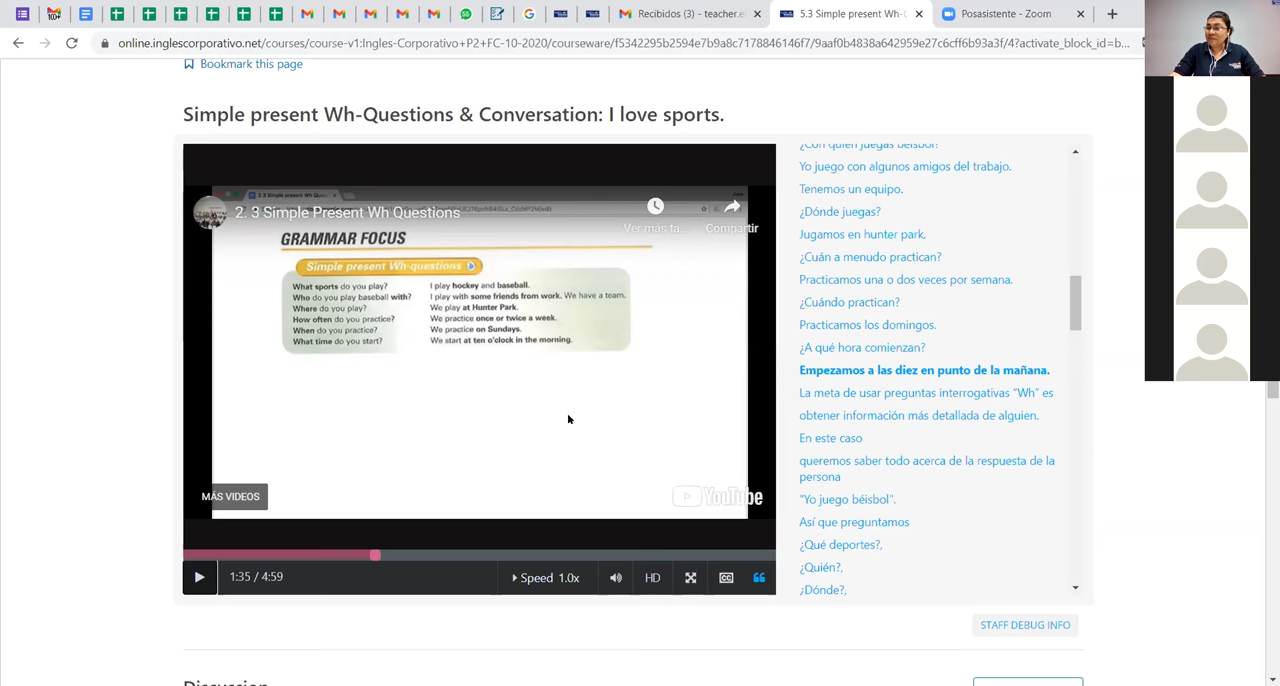 100+
Recibidos (3) - teacher.e
5.3 Simple present Wh-
Posasistente - Zoom
online.inglescorporativo.net/courses/course-v1:Ingles-Corporativo+P2+FC-10-2020/courseware/f5342295b2594e7b9a8c7178846146f7/9aaf0b4838a642959e27c6cff6b93a3f/4?activate_block_id=b...
Bookmark this page
Simple present Wh-Questions & Conversation: I love sports.
2. 3 Simple Present Wh Questions
Ver más ta...
Compartir
GRAMMAR FOCUS
Simple present Wh-questions
What sports do you play? I play hockey and baseball.
Who do you play baseball with? I play with some friends from work. We have a team.
Where do you play? We play at Hunter Park.
How often do you practice? We practice once or twice a week.
When do you practice? We practice on Sundays.
What time do you start? We start at ten o'clock in the morning.
MÁS VIDEOS
YouTube
1:35 / 4:59
Speed 1.0x
HD
¿Con quién juegas béisbol?
Yo juego con algunos amigos del trabajo.
Tenemos un equipo.
¿Dónde juegas?
Jugamos en hunter park.
¿Cuán a menudo practican?
Practicamos una o dos veces por semana.
¿Cuándo practican?
Practicamos los domingos.
¿A qué hora comienzan?
Empezamos a las diez en punto de la mañana.
La meta de usar preguntas interrogativas “Wh” es
obtener información más detallada de alguien.
En este caso
queremos saber todo acerca de la respuesta de la
persona
"Yo juego béisbol".
Así que preguntamos
¿Qué deportes?,
¿Quién?,
¿Dónde?,
STAFF DEBUG INFO
Discussion